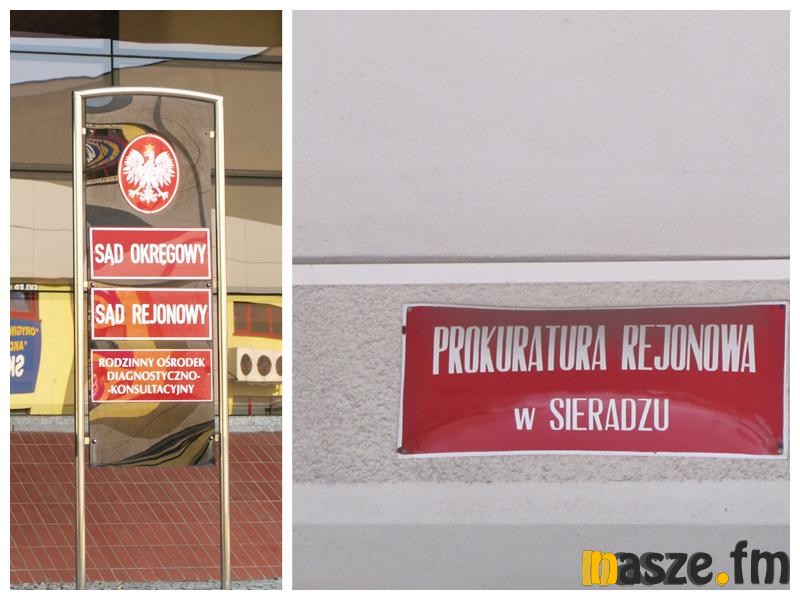 SĄD OKRĘGOWY
SĄD REJONOWY
RODZINNY OŚRODEK
DIAGNOSTYCZNO-
-KONSULTACYJNY
PROKURATURA REJONOWA
w SIERADZU
nasze.fm